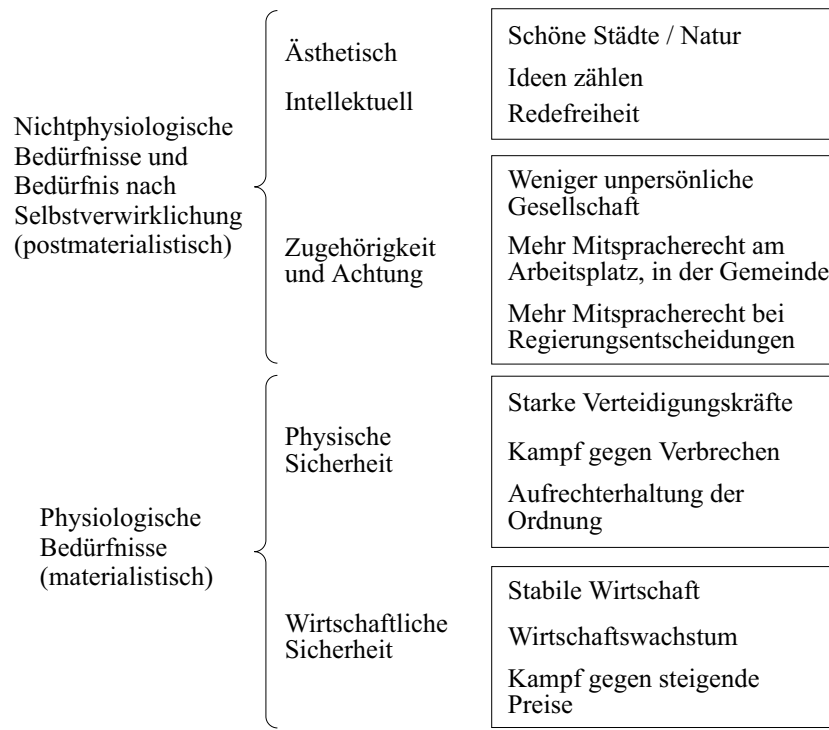 Nichtphysiologische
Bedürfnisse und
Bedürfnis nach
Selbstverwirklichung
(postmaterialistisch)
Ästhetisch
Intellektuell
Schöne Städte / Natur
Ideen zählen
Redefreiheit
Zugehörigkeit
und Achtung
Weniger unpersönliche
Gesellschaft
Mehr Mitspracherecht am
Arbeitsplatz, in der Gemeinde
Mehr Mitspracherecht bei
Regierungsentscheidungen
Physiologische
Bedürfnisse
(materialistisch)
Physische
Sicherheit
Starke Verteidigungskräfte
Kampf gegen Verbrechen
Aufrechterhaltung der
Ordnung
Wirtschaftliche
Sicherheit
Stabile Wirtschaft
Wirtschaftswachstum
Kampf gegen steigende
Preise